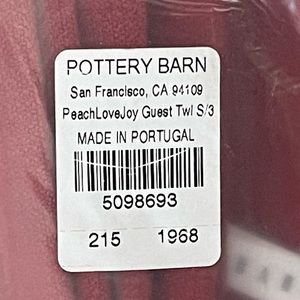 POTTERY BARN
San Francisco, CA 94109
PeachLoveJoy Guest Twl S/3
MADE IN PORTUGAL
5098693
215 1968